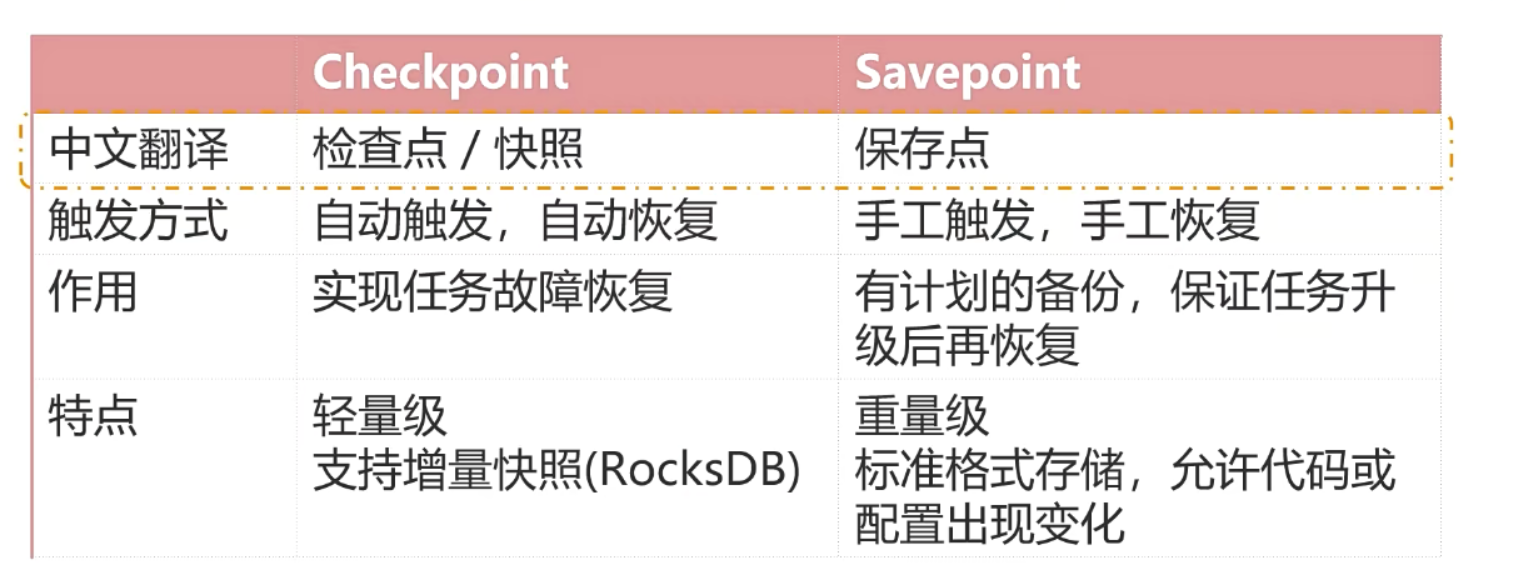 Checkpoint Savepoint
中文翻译 检查点 / 快照 保存点
触发方式 自动触发，自动恢复 手工触发，手工恢复
作用 实现任务故障恢复 有计划的备份，保证任务升
级后再恢复
特点 轻量级 重量级
支持增量快照(RocksDB) 标准格式存储，允许代码或
配置出现变化